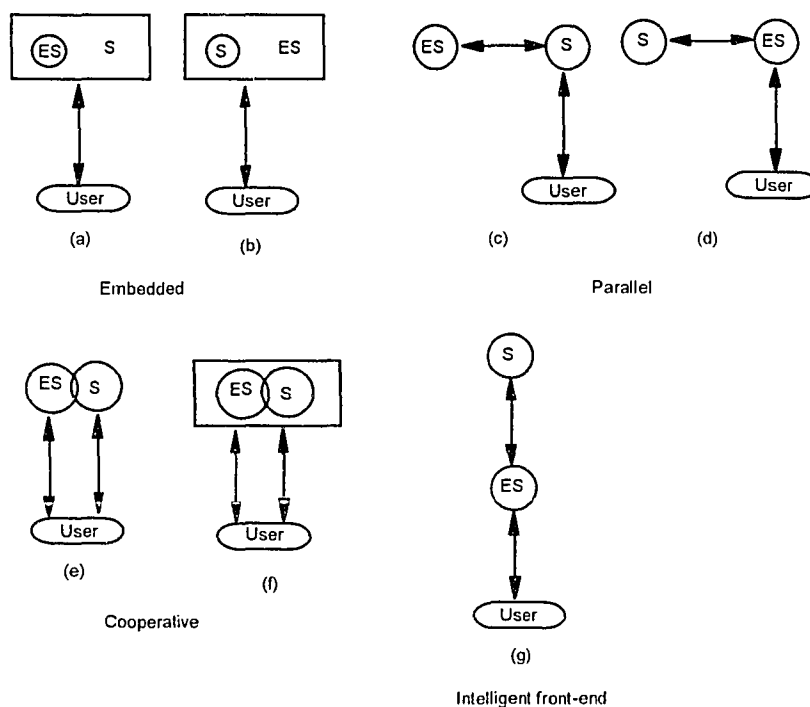 ES S
S ES
ES S
S ES
User
User
User
User
(a)
(b)
(c)
(d)
Embedded
Parallel
ES S
ES S
S
ES
User
User
User
(e)
(f)
(g)
Cooperative
Intelligent front-end